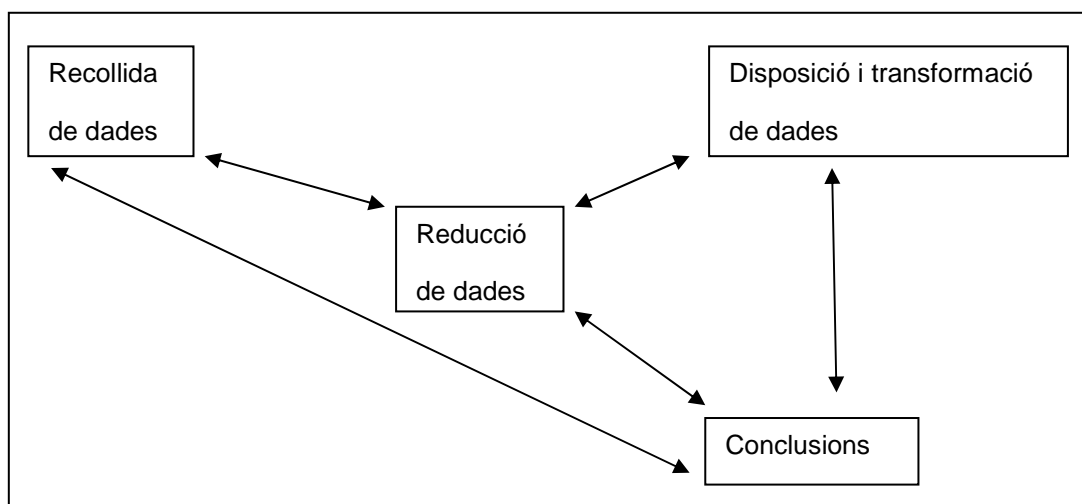 Recollida
de dades
Disposició i transformació
de dades
Reducció
de dades
Conclusions